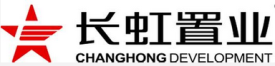 长虹置业
CHANGHONG DEVELOPMENT